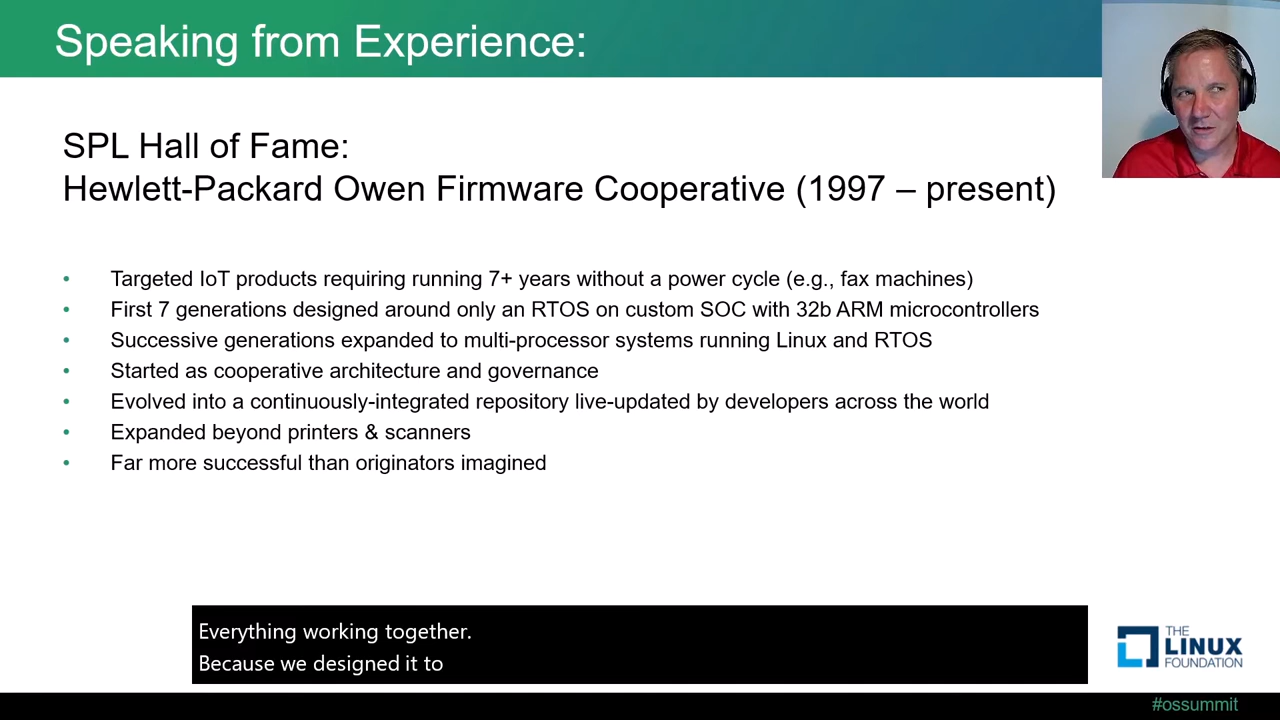 Speaking from Experience:
SPL Hall of Fame:
Hewlett-Packard Owen Firmware Cooperative (1997 – present)
• Targeted IoT products requiring running 7+ years without a power cycle (e.g., fax machines)
• First 7 generations designed around only an RTOS on custom SOC with 32b ARM microcontrollers
• Successive generations expanded to multi-processor systems running Linux and RTOS
• Started as cooperative architecture and governance
• Evolved into a continuously-integrated repository live-updated by developers across the world
• Expanded beyond printers & scanners
• Far more successful than originators imagined
Everything working together.
Because we designed it to
THE
LINUX
FOUNDATION
#ossummit